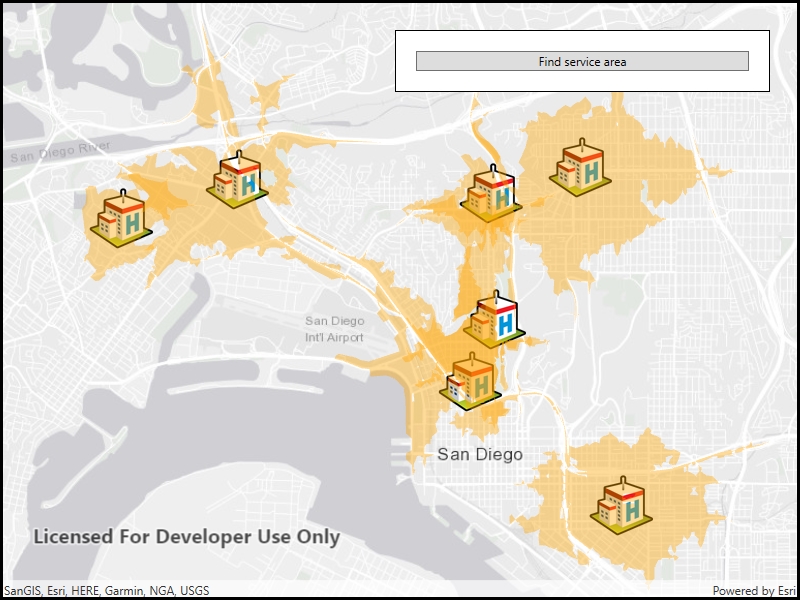 Find service area
San Diego River
H
H
H
H
San Diego
Int'l Airport
H
H
San Diego
H
Licensed For Developer Use Only
SanGIS, Esri, HERE, Garmin, NGA, USGS
Powered by Esri